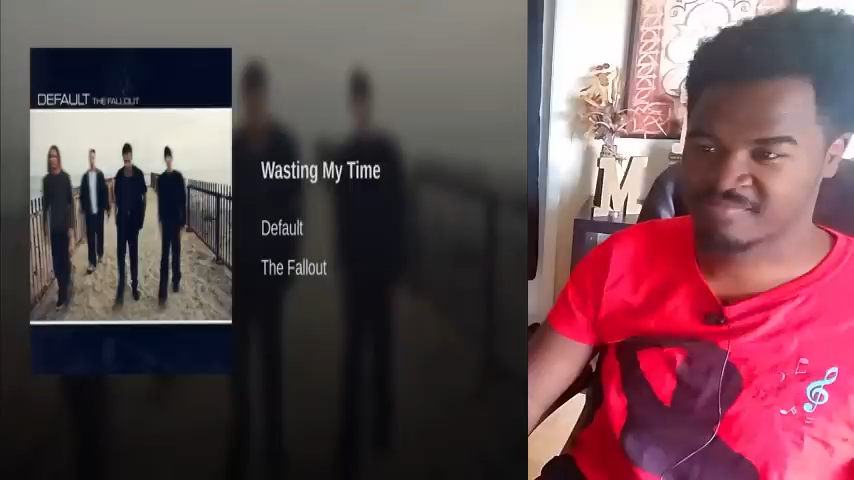 DEFAULT THE FALLOUT
Wasting My Time
Default
The Fallout
M